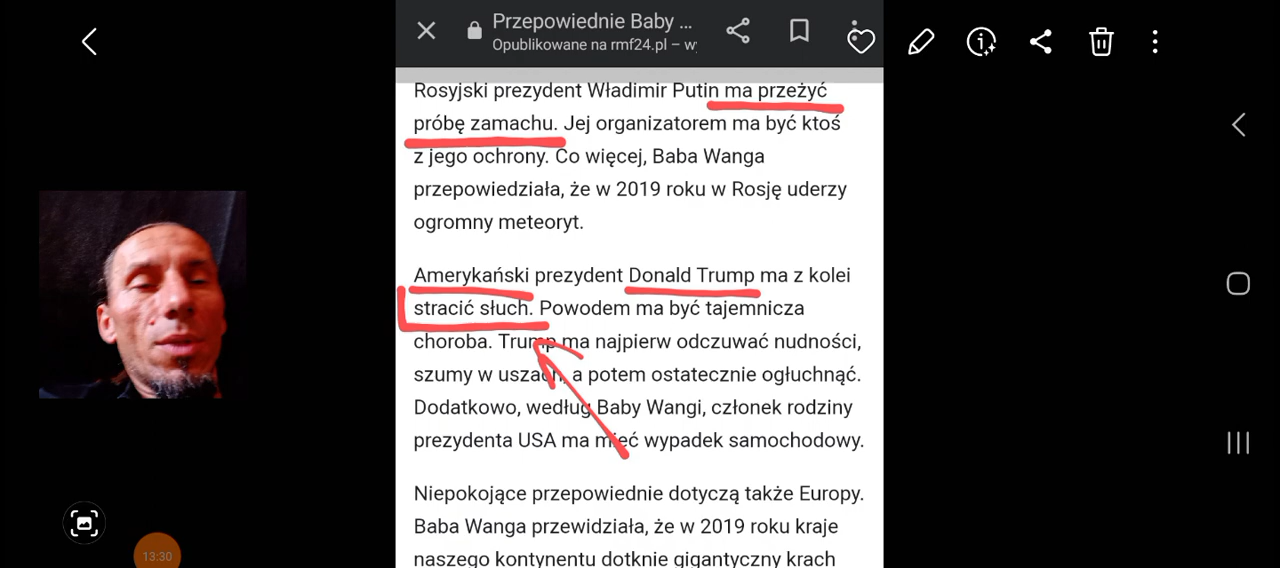 Przepowiednie Baby ...
Opublikowane na rmf24.pl – w
Rosyjski prezydent Władimir Putin ma przeżyć
próbę zamachu. Jej organizatorem ma być ktoś
z jego ochrony. Co więcej, Baba Wanga
przepowiedziała, że w 2019 roku w Rosję uderzy
ogromny meteoryt.
Amerykański prezydent Donald Trump ma z kolei
stracić słuch. Powodem ma być tajemnicza
choroba. Trump ma najpierw odczuwać nudności,
szumy w uszach, a potem ostatecznie ogłuchnąć.
Dodatkowo, według Baby Wangi, członek rodziny
prezydenta USA ma mieć wypadek samochodowy.
Niepokojące przepowiednie dotyczą także Europy.
Baba Wanga przewidziała, że w 2019 roku kraje
naszego kontynentu dotknie gigantyczny krach
13:30